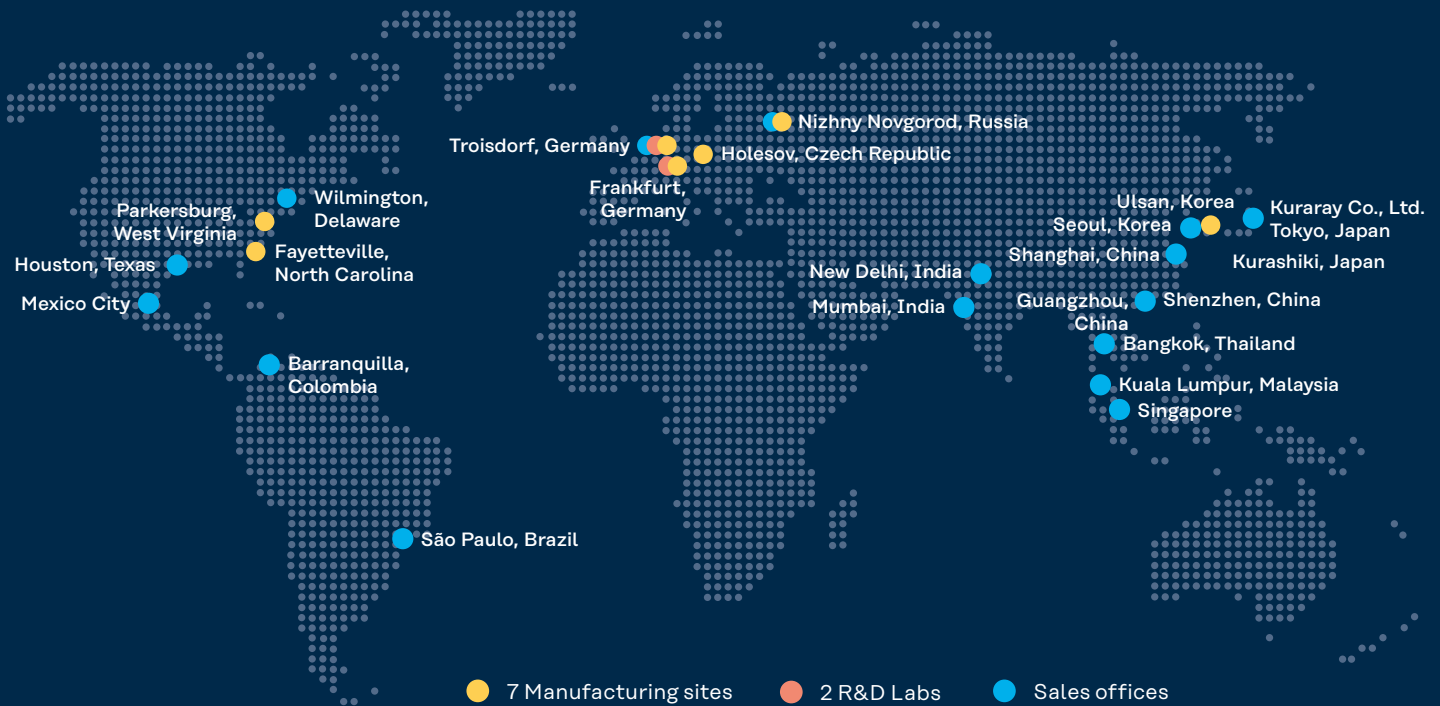 Nizhny Novgorod, Russia
Troisdorf, Germany
Holesov, Czech Republic
Frankfurt,
Germany
Wilmington,
Delaware
Parkersburg,
West Virginia
Fayetteville,
North Carolina
Houston, Texas
Mexico City
Barranquilla,
Colombia
São Paulo, Brazil
Ulsan, Korea
Seoul, Korea
Kuraray Co., Ltd.
Tokyo, Japan
Shanghai, China
Kurashiki, Japan
New Delhi, India
Mumbai, India
Guangzhou,
China
Shenzhen, China
Bangkok, Thailand
Kuala Lumpur, Malaysia
Singapore
7 Manufacturing sites
2 R&D Labs
Sales offices